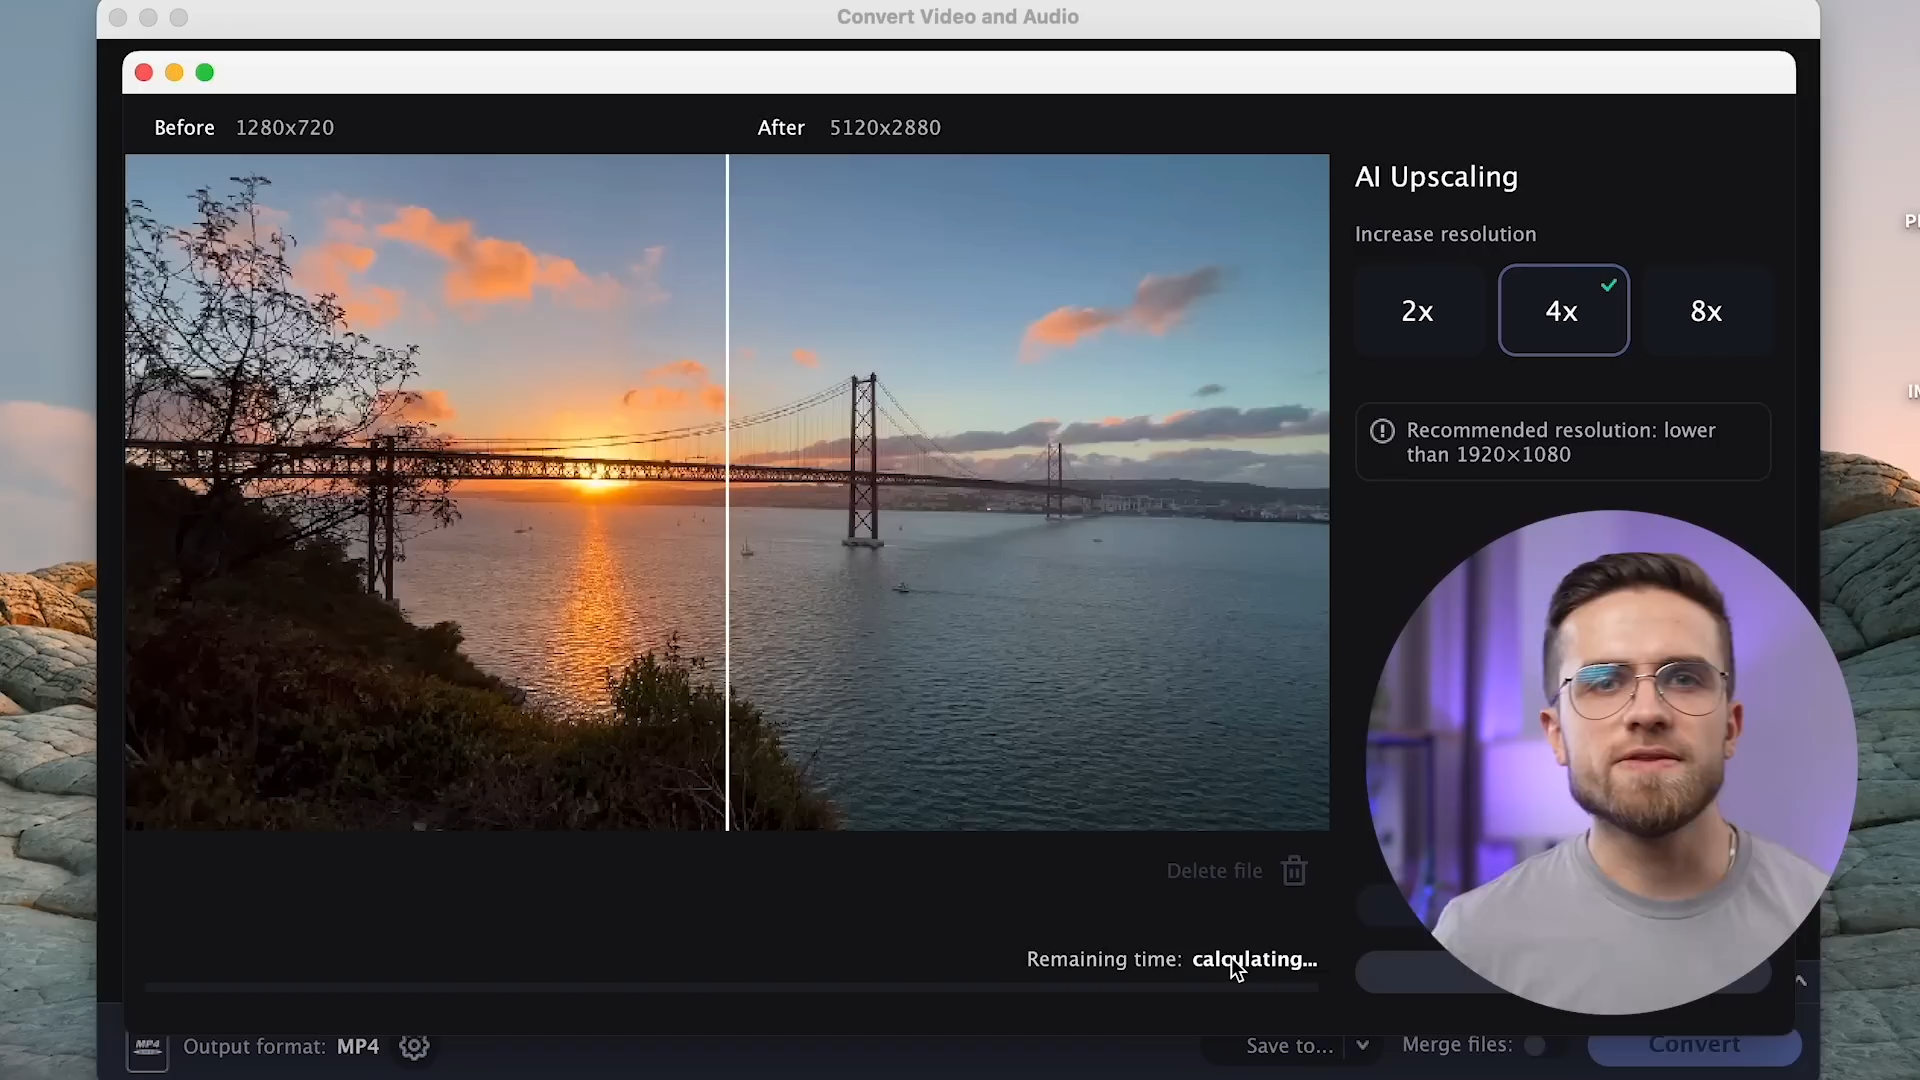 Convert Video and Audio
Before 1280x720
After 5120x2880
AI Upscaling
Increase resolution
2x
4x
8x
Recommended resolution: lower
than 1920×1080
Delete file
Remaining time: calculating...
MP4
Output format: MP4
Save to...
Merge files:
Convert